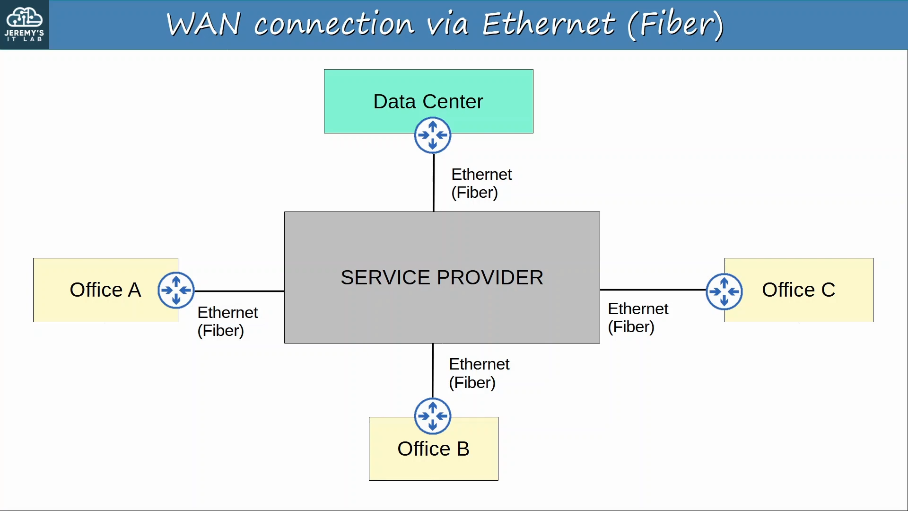 JEREMY'S
IT LAB
WAN connection via Ethernet (Fiber)
Data Center
Ethernet
(Fiber)
SERVICE PROVIDER
Office A
Ethernet
(Fiber)
Office C
Ethernet
(Fiber)
Ethernet
(Fiber)
Office B